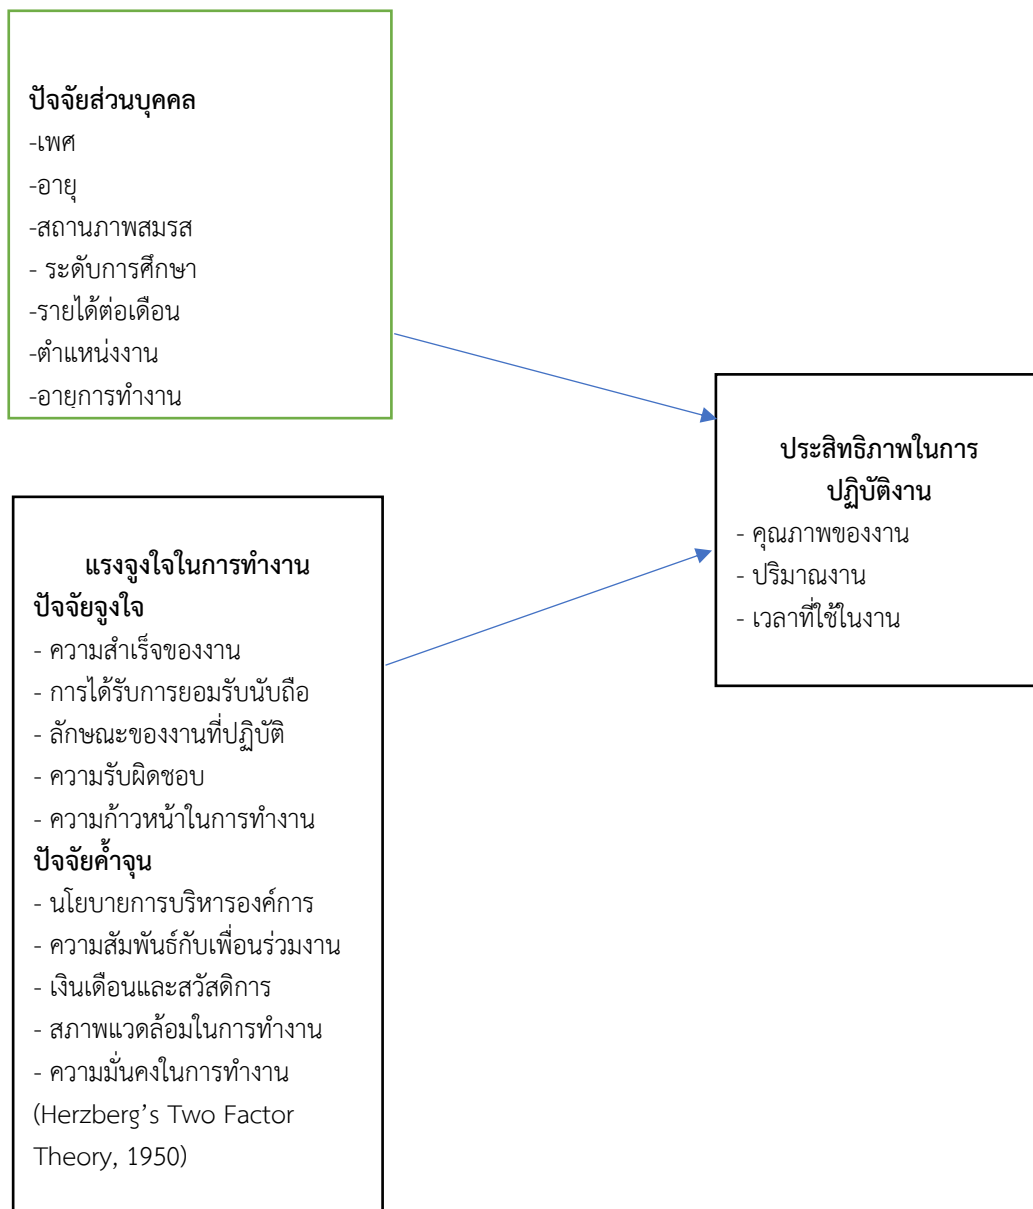 ปัจจัยส่วนบุคคล
-เพศ
-อายุ
-สถานภาพสมรส
- ระดับการศึกษา
-รายได้ต่อเดือน
-ตำแหน่งงาน
-อายุการทำงาน
ประสิทธิภาพในการ
ปฏิบัติงาน
- คุณภาพของงาน
- ปริมาณงาน
- เวลาที่ใช้ในงาน
แรงจูงใจในการทำงาน
ปัจจัยจูงใจ
- ความสำเร็จของงาน
- การได้รับการยอมรับนับถือ
- ลักษณะของงานที่ปฏิบัติ
- ความรับผิดชอบ
- ความก้าวหน้าในการทำงาน
ปัจจัยค้ำจุน
- นโยบายการบริหารองค์การ
- ความสัมพันธ์กับเพื่อนร่วมงาน
- เงินเดือนและสวัสดิการ
- สภาพแวดล้อมในการทำงาน
- ความมั่นคงในการทำงาน
(Herzberg’s Two Factor
Theory, 1950)